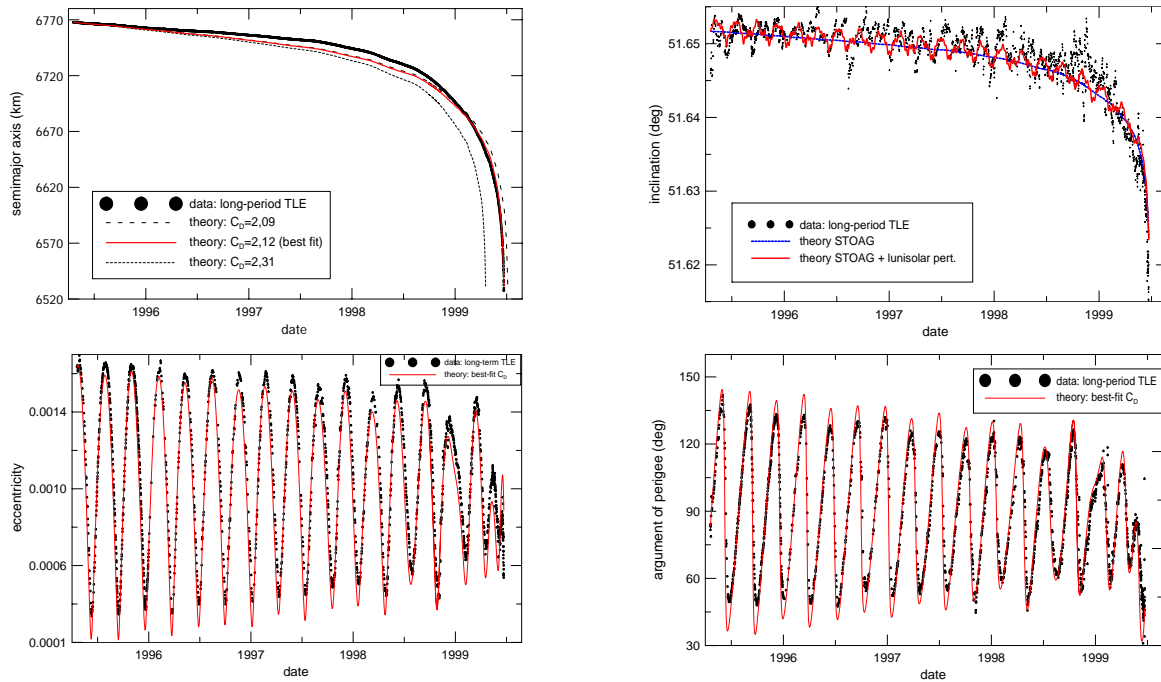 6770
6720
6670
6620
6570
6520
semimajor axis (km)
data: long-period TLE
theory: C_D=2,09
theory: C_D=2,12 (best fit)
theory: C_D=2,31
1996
1997
1998
1999
date
51.65
51.64
51.63
51.62
inclination (deg)
data: long-period TLE
theory STOAG
theory STOAG + lunisolar pert.
1996
1997
1998
1999
date
0.0014
0.0010
0.0006
0.0001
eccentricity
data: long-term TLE
theory: best-fit C_D
1996
1997
1998
1999
date
150
120
90
60
30
argument of perigee (deg)
data: long-period TLE
theory: best-fit C_D
1996
1997
1998
1999
date